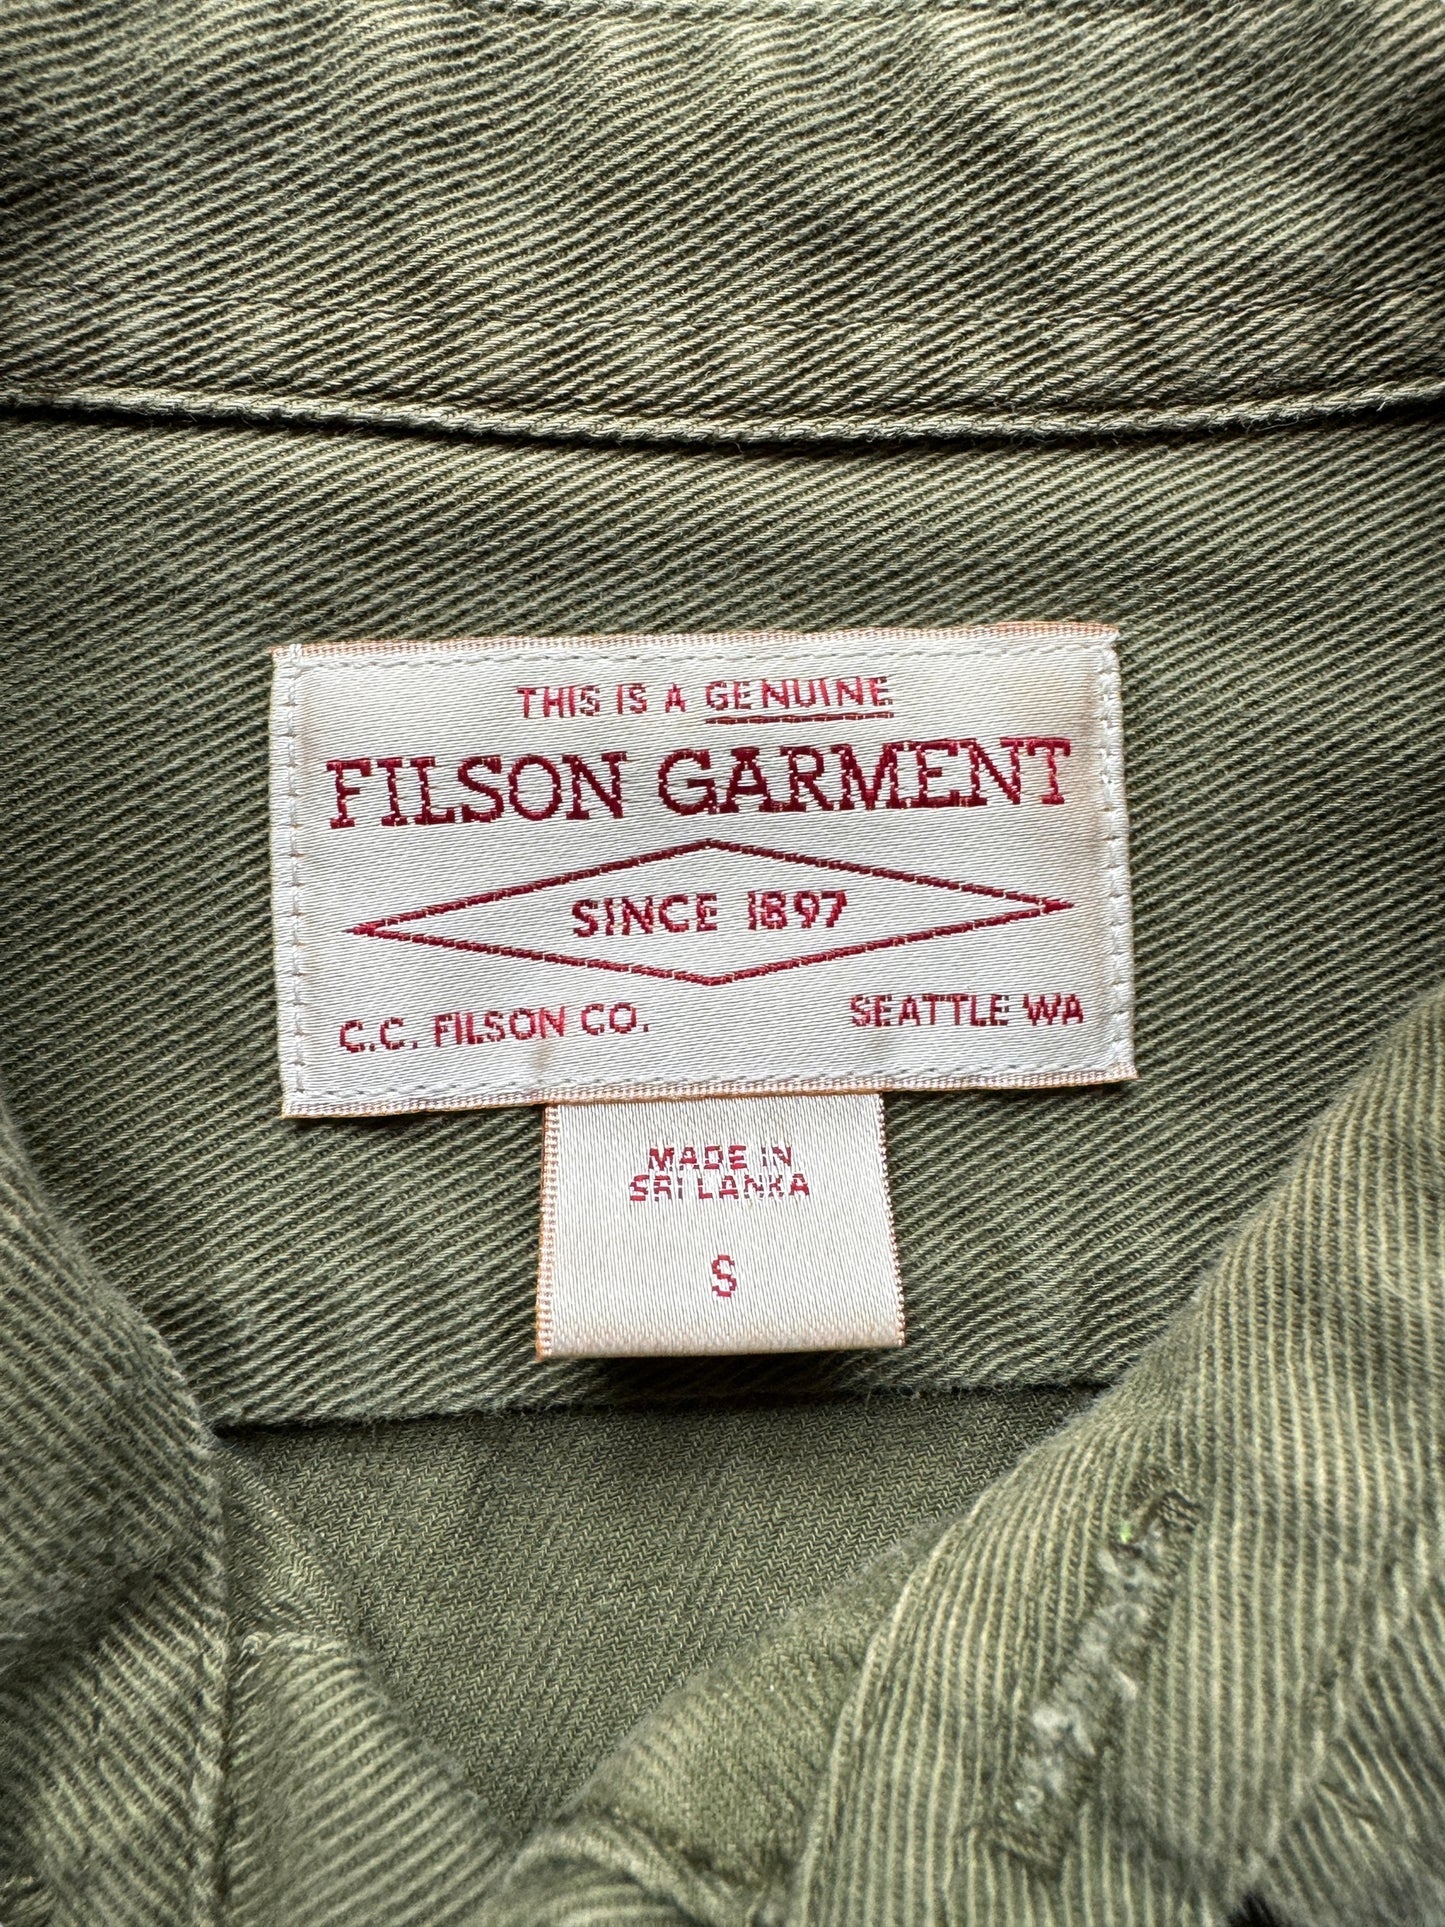 THIS IS A GENUINE
FILSON GARMENT
SINCE 1897
C.C. FILSON CO. SEATTLE WA
MADE IN
SRI LANKA
S